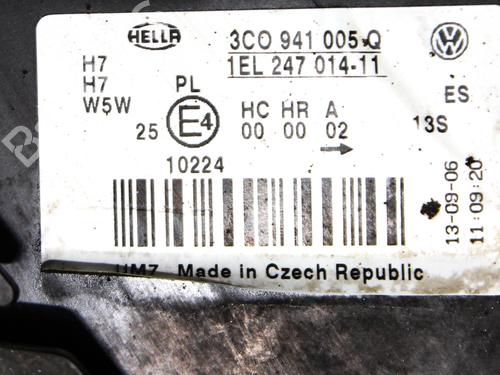 HELLA
3C0 941 005 Q
1EL 247 014-11
H7
H7
W5W
PL
25
E4
HC HR A
00 00 02
10224
ES
13S
13-09-06
11:09:20
Made in Czech Republic